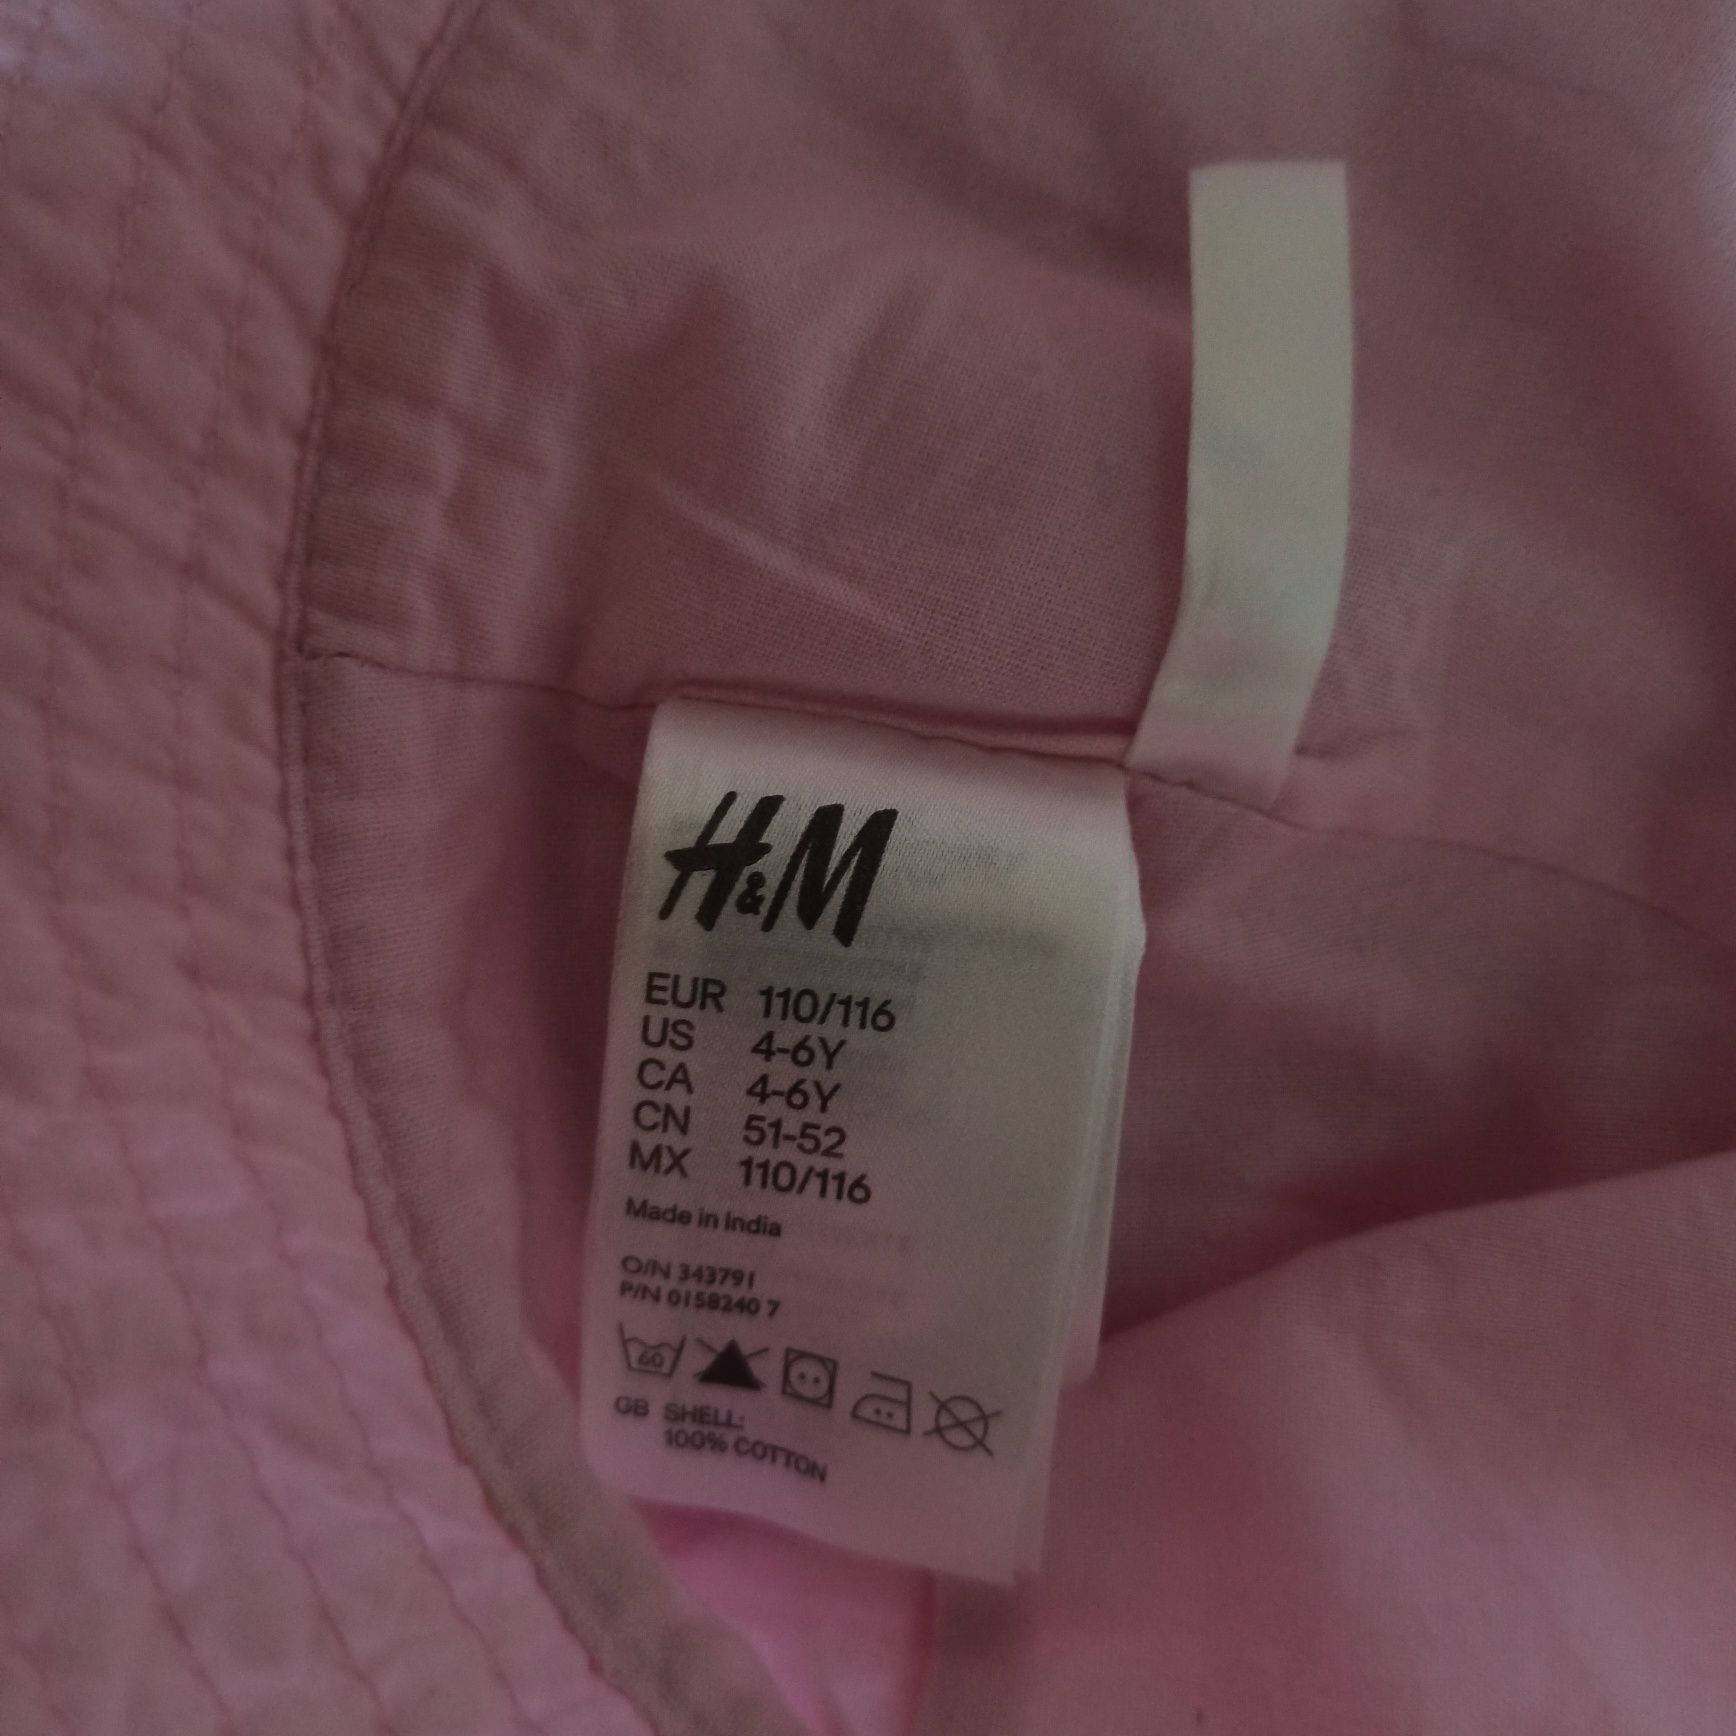 H&M
EUR 110/116
US 4-6Y
CA 4-6Y
CN 51-52
MX 110/116
Made in India
O/N 343791
P/N 0158240 7
60
GB SHELL:
100% COTTON